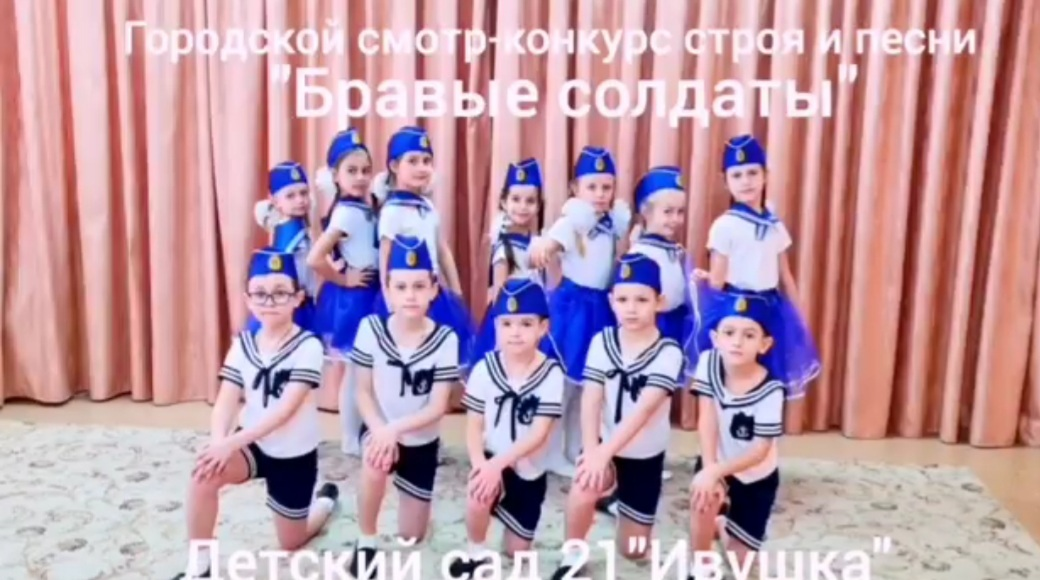 Городской смотр-конкурс строя и песни
"Бравые солдаты"
Детский сад 21"Ивушка"